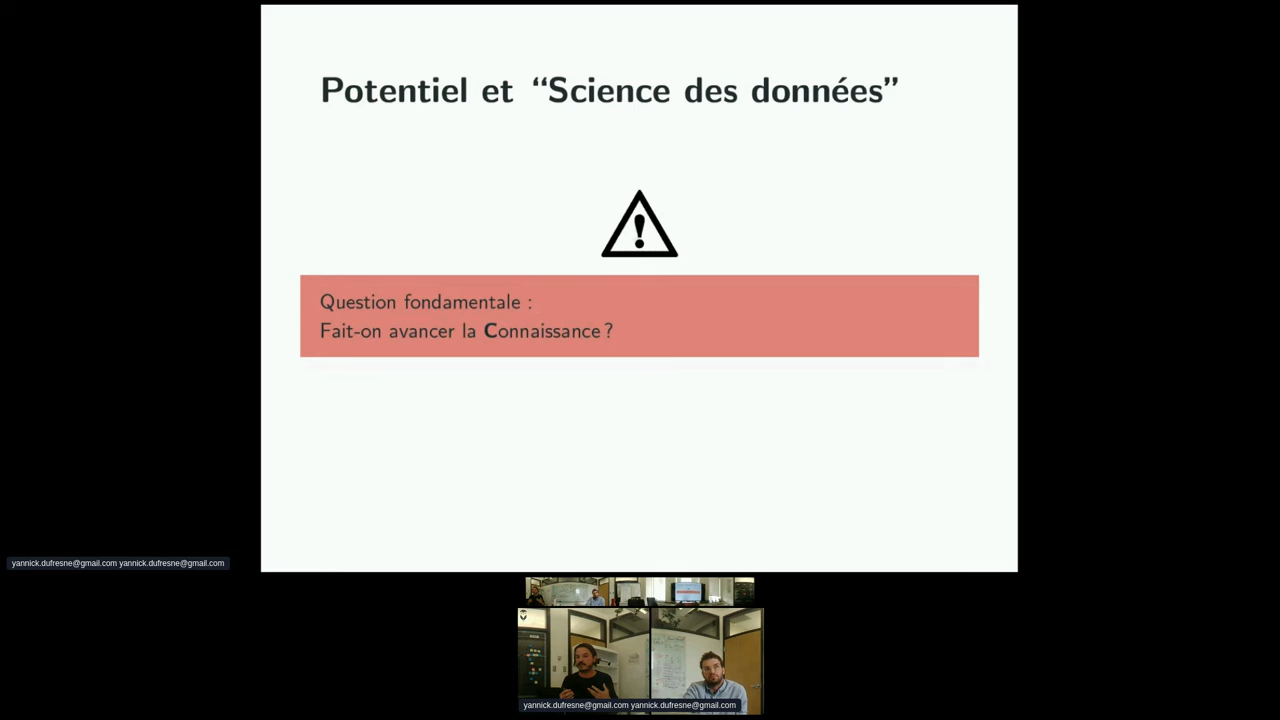 Potentiel et “Science des données”
Question fondamentale :
Fait-on avancer la Connaissance ?
yannick.dufresne@gmail.com yannick.dufresne@gmail.com
yannick.dufresne@gmail.com yannick.dufresne@gmail.com